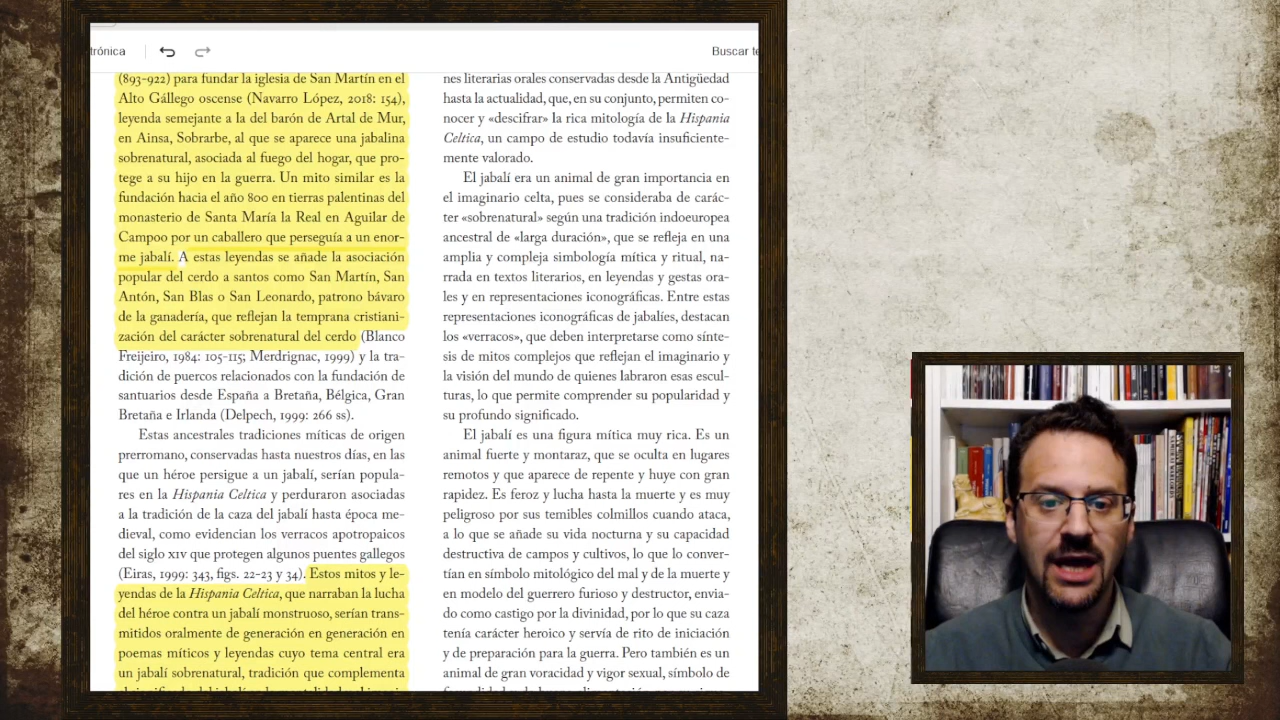 trónica
Buscar te
(893-922) para fundar la iglesia de San Martín en el
Alto Gállego oscense (Navarro López, 2018: 154),
leyenda semejante a la del barón de Artal de Mur,
en Ainsa, Sobrarbe, al que se aparece una jabalina
sobrenatural, asociada al fuego del hogar, que pro-
tege a su hijo en la guerra. Un mito similar es la
fundación hacia el año 800 en tierras palentinas del
monasterio de Santa María la Real en Aguilar de
Campoo por un caballero que perseguía a un enor-
me jabalí. A estas leyendas se añade la asociación
popular del cerdo a santos como San Martín, San
Antón, San Blas o San Leonardo, patrono bávaro
de la ganadería, que reflejan la temprana cristiani-
zación del carácter sobrenatural del cerdo (Blanco
Freijeiro, 1984: 105-115; Merdrignac, 1999) y la tra-
dición de puercos relacionados con la fundación de
santuarios desde España a Bretaña, Bélgica, Gran
Bretaña e Irlanda (Delpech, 1999: 266 ss).
Estas ancestrales tradiciones míticas de origen
prerromano, conservadas hasta nuestros días, en las
que un héroe persigue a un jabalí, serían popula-
res en la Hispania Celtica y perduraron asociadas
a la tradición de la caza del jabalí hasta época me-
dieval, como evidencian los verracos apotropaicos
del siglo XIV que protegen algunos puentes gallegos
(Eiras, 1999: 343, figs. 22-23 y 34). Estos mitos y le-
yendas de la Hispania Celtica, que narraban la lucha
del héroe contra un jabalí monstruoso, serían trans-
mitidos oralmente de generación en generación en
poemas míticos y leyendas cuyo tema central era
un jabalí sobrenatural, tradición que complementa
nes literarias orales conservadas desde la Antigüedad
hasta la actualidad, que, en su conjunto, permiten co-
nocer y «descifrar» la rica mitología de la Hispania
Celtica, un campo de estudio todavía insuficiente-
mente valorado.
El jabalí era un animal de gran importancia en
el imaginario celta, pues se consideraba de carác-
ter «sobrenatural» según una tradición indoeuropea
ancestral de «larga duración», que se refleja en una
amplia y compleja simbología mítica y ritual, na-
rrada en textos literarios, en leyendas y gestas ora-
les y en representaciones iconográficas. Entre estas
representaciones iconográficas de jabalíes, destacan
los «verracos», que deben interpretarse como sínte-
sis de mitos complejos que reflejan el imaginario y
la visión del mundo de quienes labraron esas escul-
turas, lo que permite comprender su popularidad y
su profundo significado.
El jabalí es una figura mítica muy rica. Es un
animal fuerte y montaraz, que se oculta en lugares
remotos y que aparece de repente y huye con gran
rapidez. Es feroz y lucha hasta la muerte y es muy
peligroso por sus temibles colmillos cuando ataca,
a lo que se añade su vida nocturna y su capacidad
destructiva de campos y cultivos, lo que lo conver-
tían en símbolo mitológico del mal y de la muerte y
en modelo del guerrero furioso y destructor, envia-
do como castigo por la divinidad, por lo que su caza
tenía carácter heroico y servía de rito de iniciación
y de preparación para la guerra. Pero también es un
animal de gran voracidad y vigor sexual, símbolo de